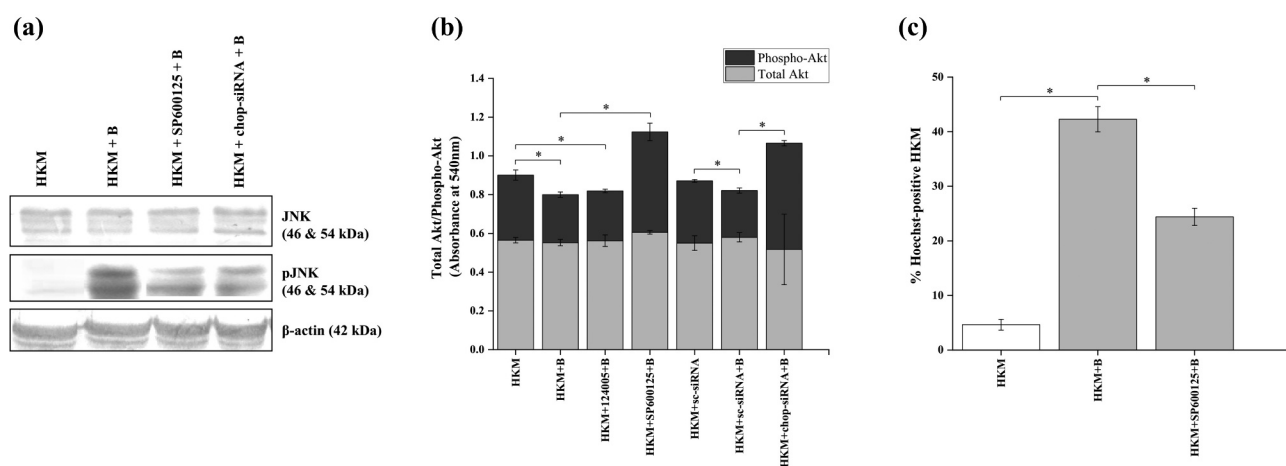 (a)
HKM
HKM + B
HKM + SP600125 + B
HKM + chop-siRNA + B
JNK
(46 & 54 kDa)
pJNK
(46 & 54 kDa)
β-actin (42 kDa)
(b)
Phospho-Akt
Total Akt
Total Akt/Phospho-Akt
(Absorbance at 540nm)
1.4
1.2
1.0
0.8
0.6
0.4
0.2
0.0
*
*
*
*
*
HKM
HKM+B
HKM+124005+B
HKM+SP600125+B
HKM+sc-siRNA
HKM+sc-siRNA+B
HKM+chop-siRNA+B
(c)
% Hoechst-positive HKM
50
40
30
20
10
0
*
*
HKM
HKM+B
HKM+SP600125+B